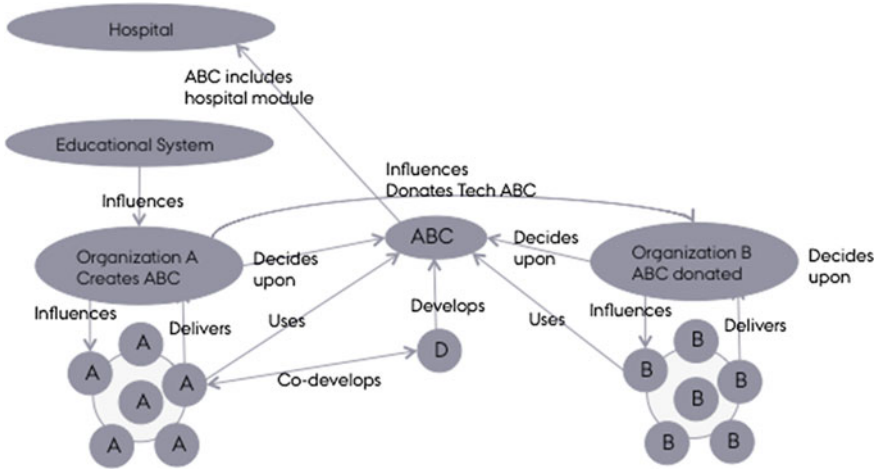 Hospital
ABC includes
hospital module
Educational System
Influences
Influences
Donates Tech ABC
Organization A
Creates ABC
Decides
upon
ABC
Decides
upon
Organization B
ABC donated
Decides
upon
Influences
Delivers
Uses
Develops
Uses
Influences
Delivers
A
A
A
A
A
A
Co-develops
D
B
B
B
B
B
B